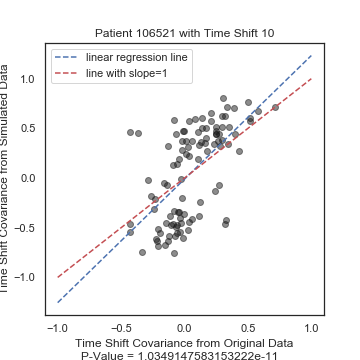 Patient 106521 with Time Shift 10
linear regression line
line with slope=1
Time Shift Covariance from Simulated Data
1.0
0.5
0.0
−0.5
−1.0
−1.0 −0.5 0.0 0.5 1.0
Time Shift Covariance from Original Data
P-Value = 1.0349147583153222e-11